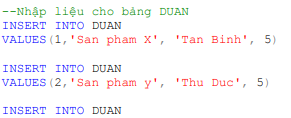 --Nhập liệu cho bảng DUAN
INSERT INTO DUAN
VALUES(1,'San pham X', 'Tan Binh', 5)
INSERT INTO DUAN
VALUES(2,'San pham y', 'Thu Duc', 5)
INSERT INTO DUAN